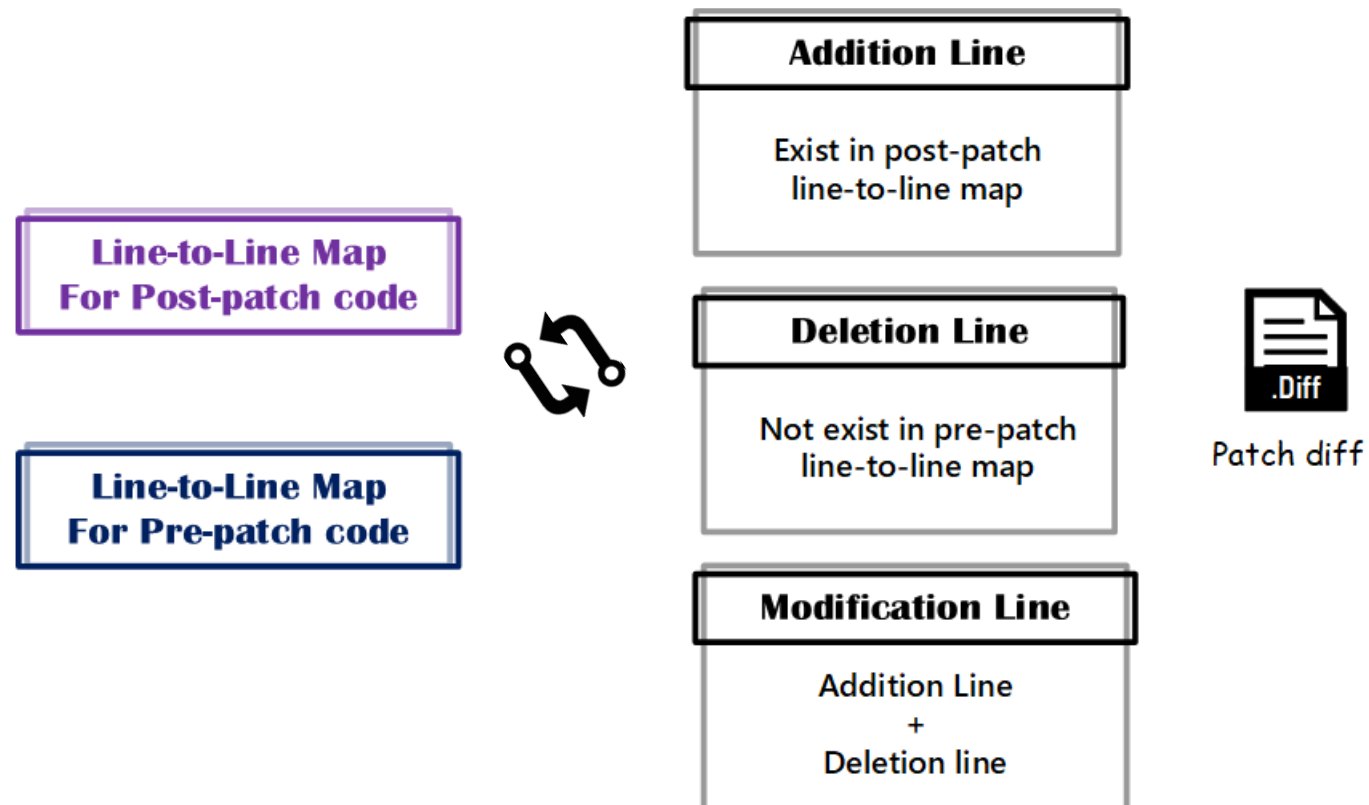 Line-to-Line Map
For Post-patch code
Line-to-Line Map
For Pre-patch code
Addition Line
Exist in post-patch
line-to-line map
Deletion Line
Not exist in pre-patch
line-to-line map
Modification Line
Addition Line
+
Deletion line
.Diff
Patch diff